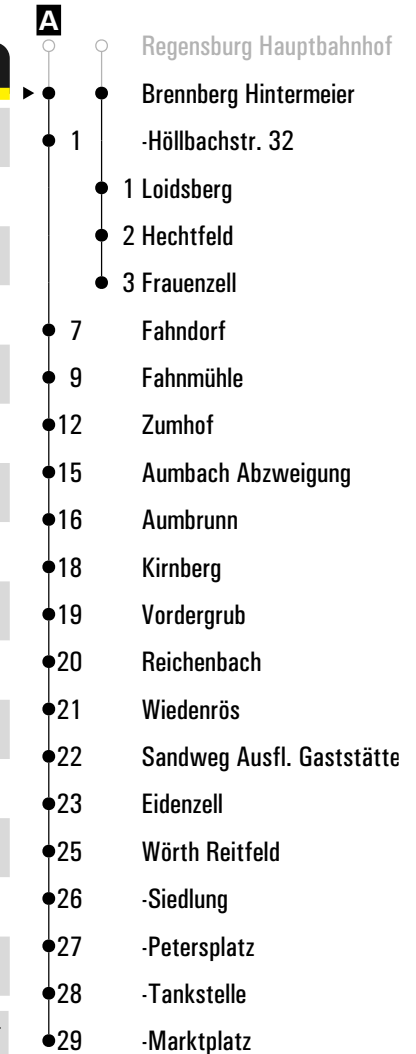 A
Regensburg Hauptbahnhof
Brennberg Hintermeier
1 -Höllbachstr. 32
1 Loidsberg
2 Hechtfeld
3 Frauenzell
7 Fahndorf
9 Fahnmühle
12 Zumhof
15 Aumbach Abzweigung
16 Aumbrunn
18 Kirnberg
19 Vordergrub
20 Reichenbach
21 Wiedenrös
22 Sandweg Ausfl. Gaststätte
23 Eidenzell
25 Wörth Reitfeld
26 -Siedlung
27 -Petersplatz
28 -Tankstelle
29 -Marktplatz